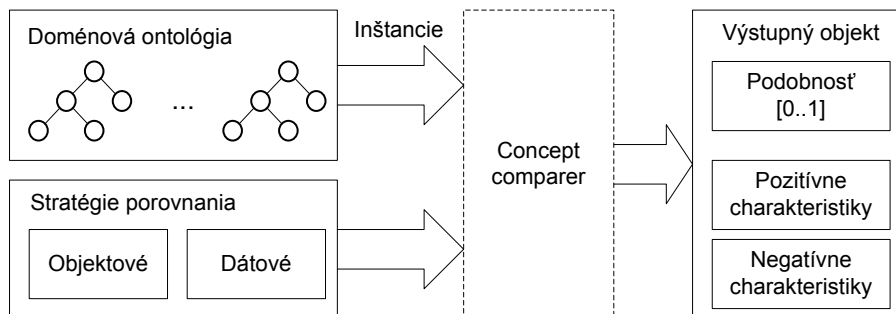 Doménová ontológia
...
Inštancie
Stratégie porovnania
Objektové
Dátové
Concept
comparer
Výstupný objekt
Podobnosť
[0..1]
Pozitívne
charakteristiky
Negatívne
charakteristiky